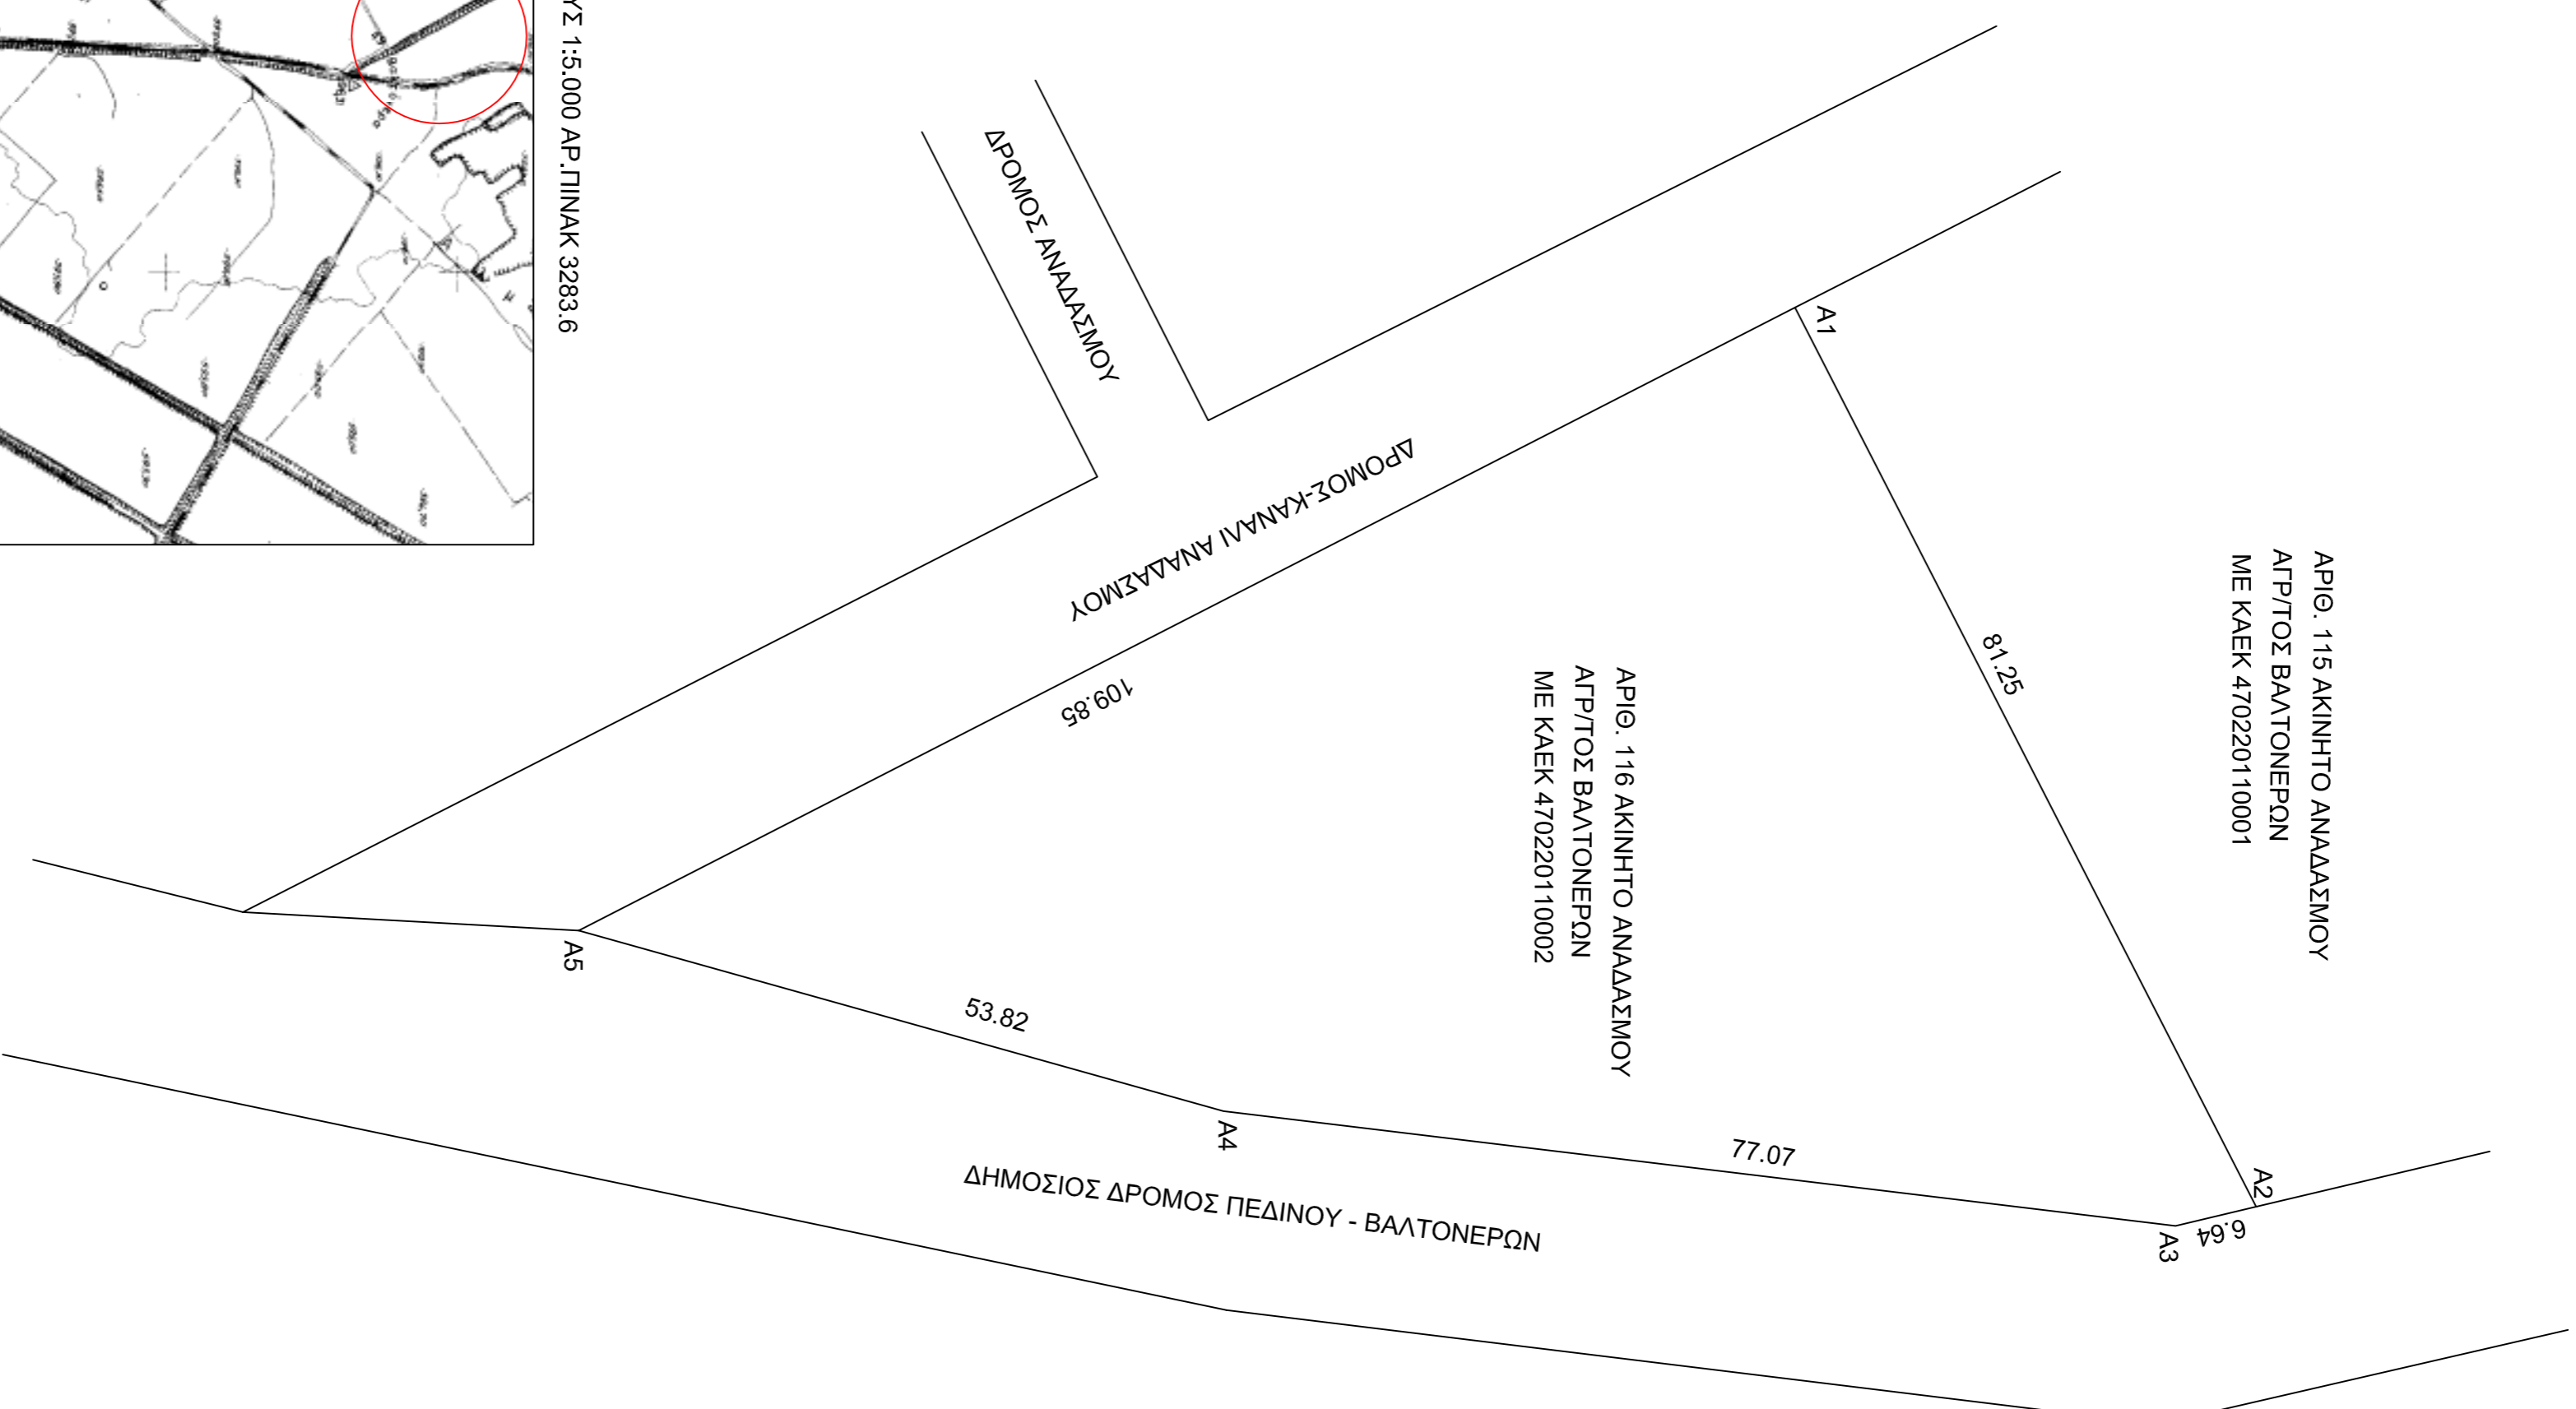 ΥΣ 1:5.000 ΑΡ.ΠΙΝΑΚ 3283.6
ΔΡΟΜΟΣ ΑΝΑΔΑΣΜΟΥ
ΔΡΟΜΟΣ-ΚΑΝΑΛΙ ΑΝΑΔΑΣΜΟΥ
Α1
81.25
109.85
ΑΡΙΘ. 115 ΑΚΙΝΗΤΟ ΑΝΑΔΑΣΜΟΥ
ΑΓΡ/ΤΟΣ ΒΑΛΤΟΝΕΡΩΝ
ΜΕ ΚΑΕΚ 470220110001
ΑΡΙΘ. 116 ΑΚΙΝΗΤΟ ΑΝΑΔΑΣΜΟΥ
ΑΓΡ/ΤΟΣ ΒΑΛΤΟΝΕΡΩΝ
ΜΕ ΚΑΕΚ 470220110002
Α5
53.82
Α4
77.07
Α2
6.64
Α3
ΔΗΜΟΣΙΟΣ ΔΡΟΜΟΣ ΠΕΔΙΝΟΥ - ΒΑΛΤΟΝΕΡΩΝ